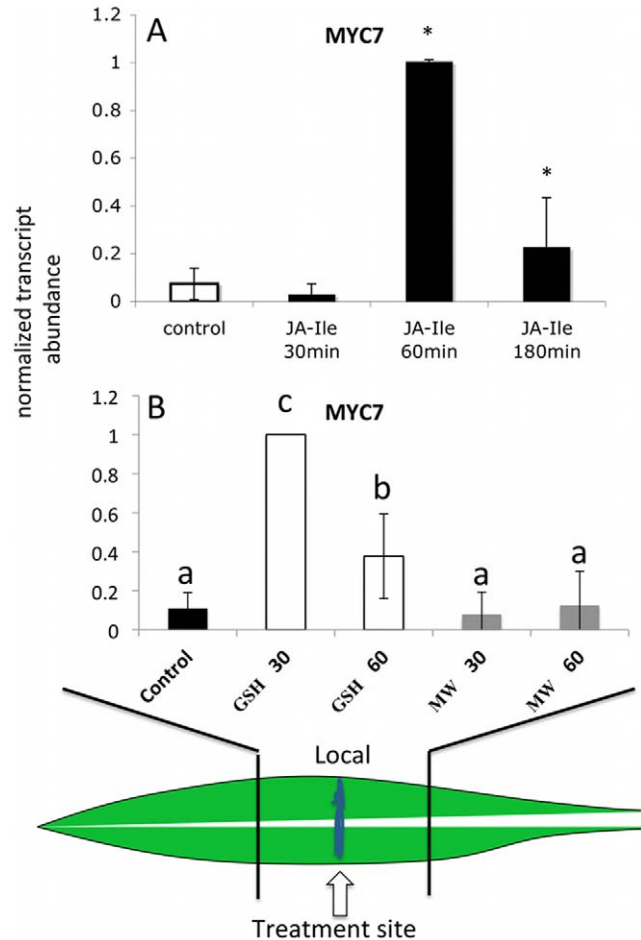 A MYC7
*
*
1.2
1
0.8
0.6
0.4
0.2
0
control
JA-Ile
30min
JA-Ile
60min
JA-Ile
180min
normalized transcript
abundance
B c MYC7
1.2
1
0.8
0.6
0.4
0.2
0
a
b
a
a
Control
GSH 30
GSH 60
MW 30
MW 60
Local
Treatment site